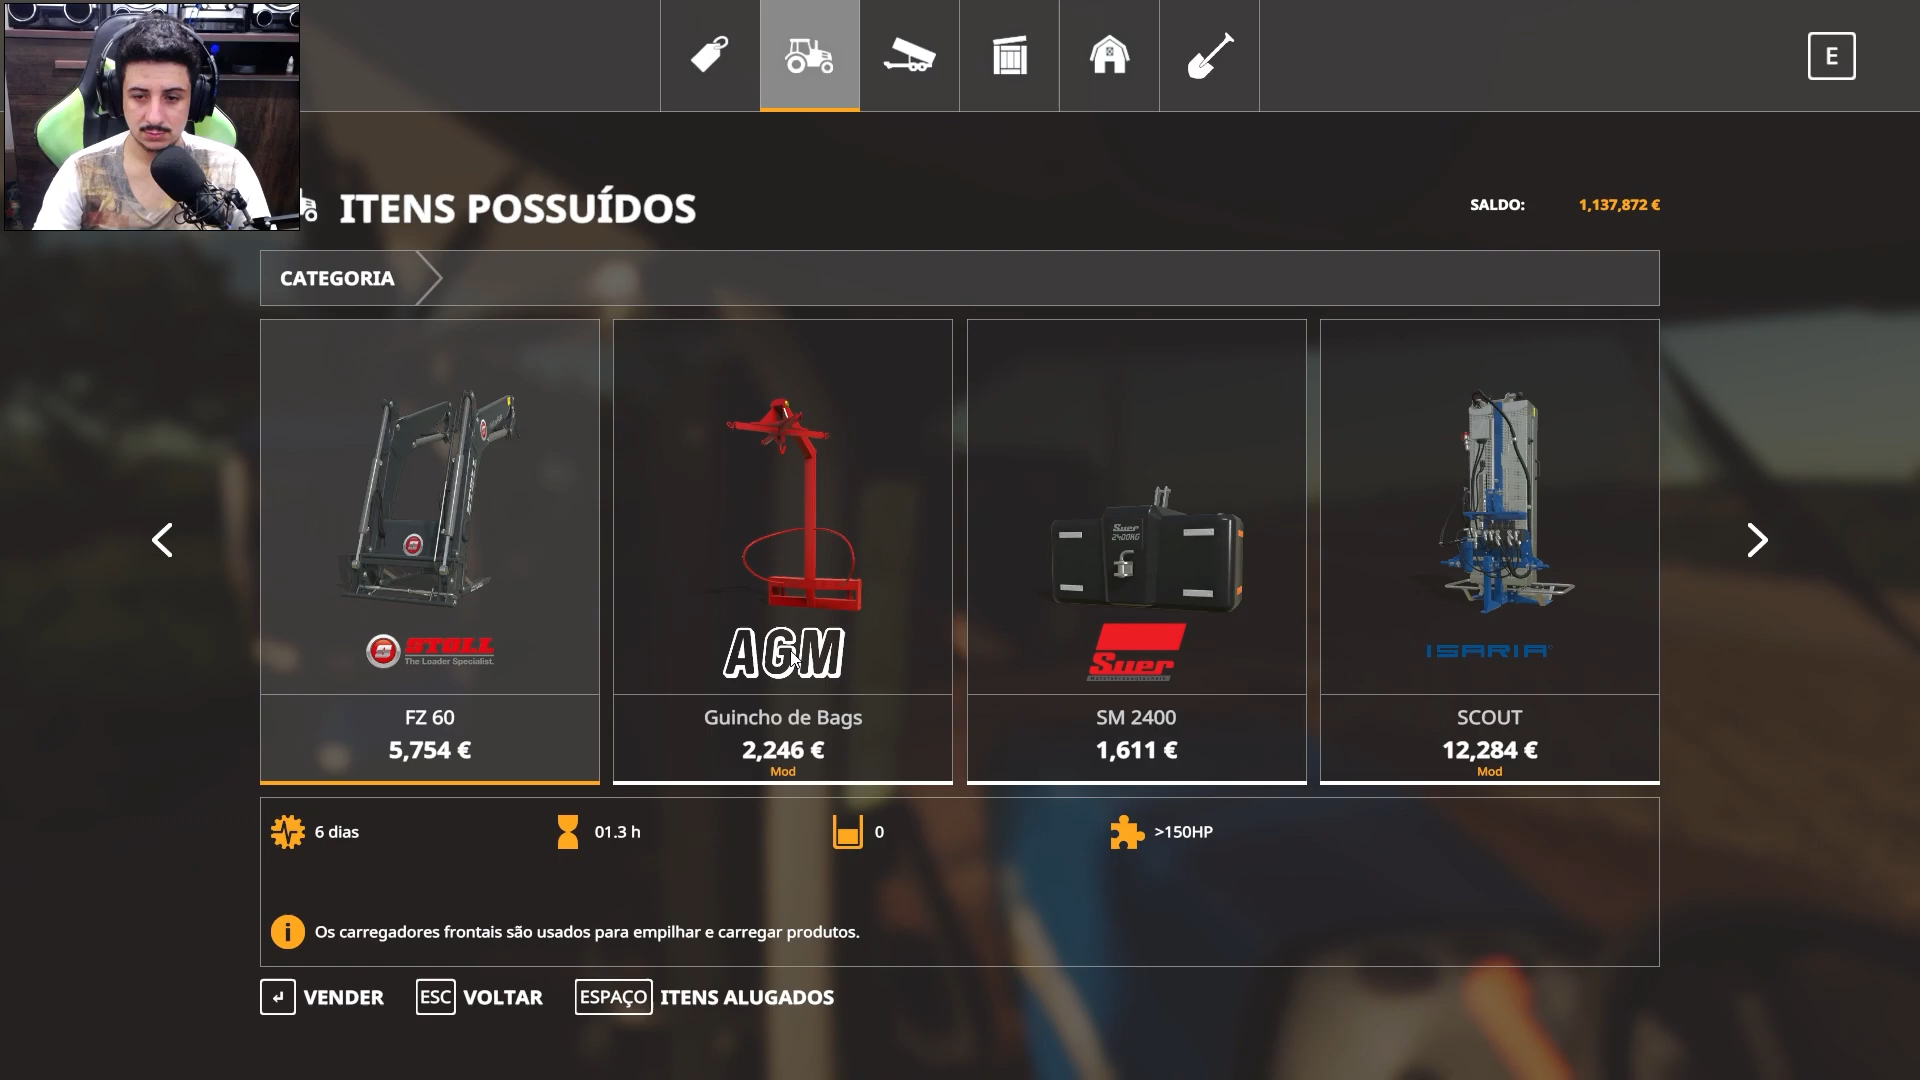 E
ITENS POSSUÍDOS
SALDO: 1,137,872 €
CATEGORIA
Suer
2400KG
STOLL
The Loader Specialist.
AGM
Suer
ISARIA
FZ 60
5,754 €
Guincho de Bags
2,246 €
Mod
SM 2400
1,611 €
SCOUT
12,284 €
Mod
6 dias
01.3 h
0
>150HP
i Os carregadores frontais são usados para empilhar e carregar produtos.
↵ VENDER ESC VOLTAR ESPAÇO ITENS ALUGADOS